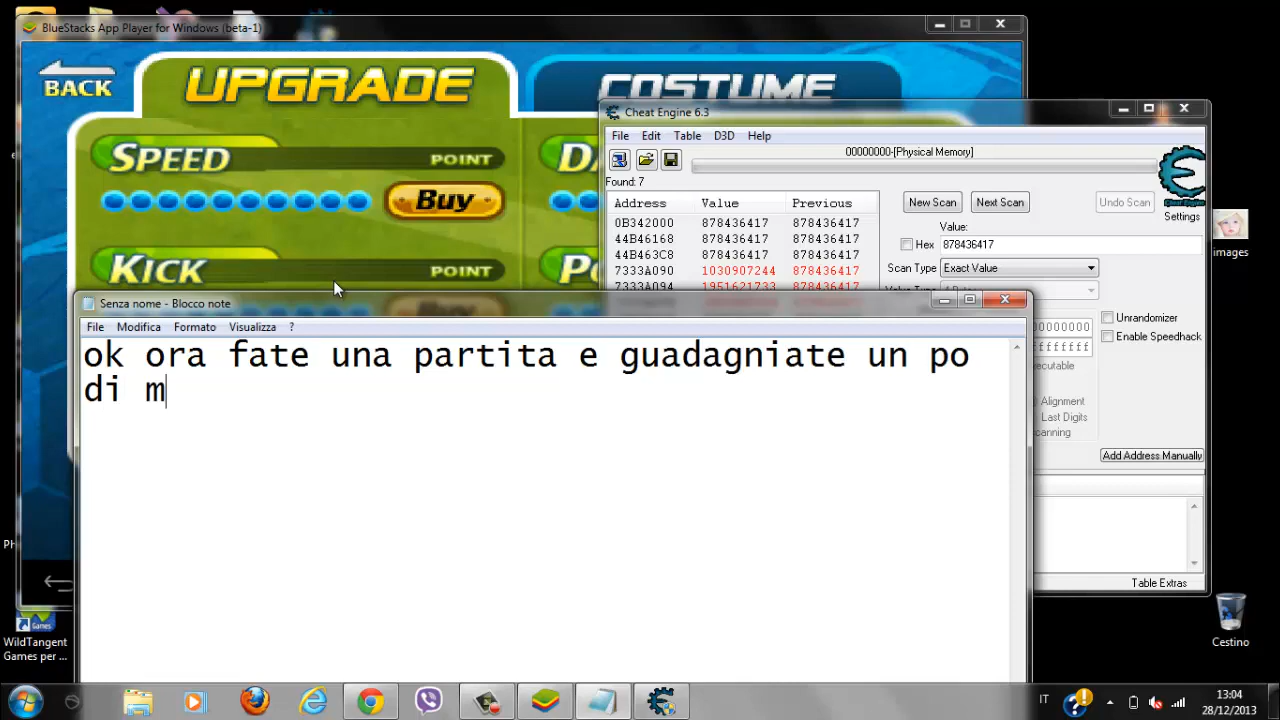 BlueStacks App Player for Windows (beta-1)
BACK
UPGRADE
COSTUME
SPEED
POINT
Buy
KICK
POINT
Buy
Cheat Engine 6.3
File Edit Table D3D Help
00000000-[Physical Memory]
Found: 7
Address Value Previous
0B342000 878436417 878436417
44B46168 878436417 878436417
44B463C8 878436417 878436417
7333A090 1030907244 878436417
7333A094 1951621733 878436417
New Scan
Next Scan
Undo Scan
Settings
Value:
Hex 878436417
Scan Type Exact Value
Unrandomizer
Enable Speedhack
Alignment
Last Digits
Add Address Manually
Table Extras
Senza nome - Blocco note
File Modifica Formato Visualizza ?
ok ora fate una partita e guadagniate un po
di m
images
Cestino
WildTangent
Games per ...
IT
13:04
28/12/2013